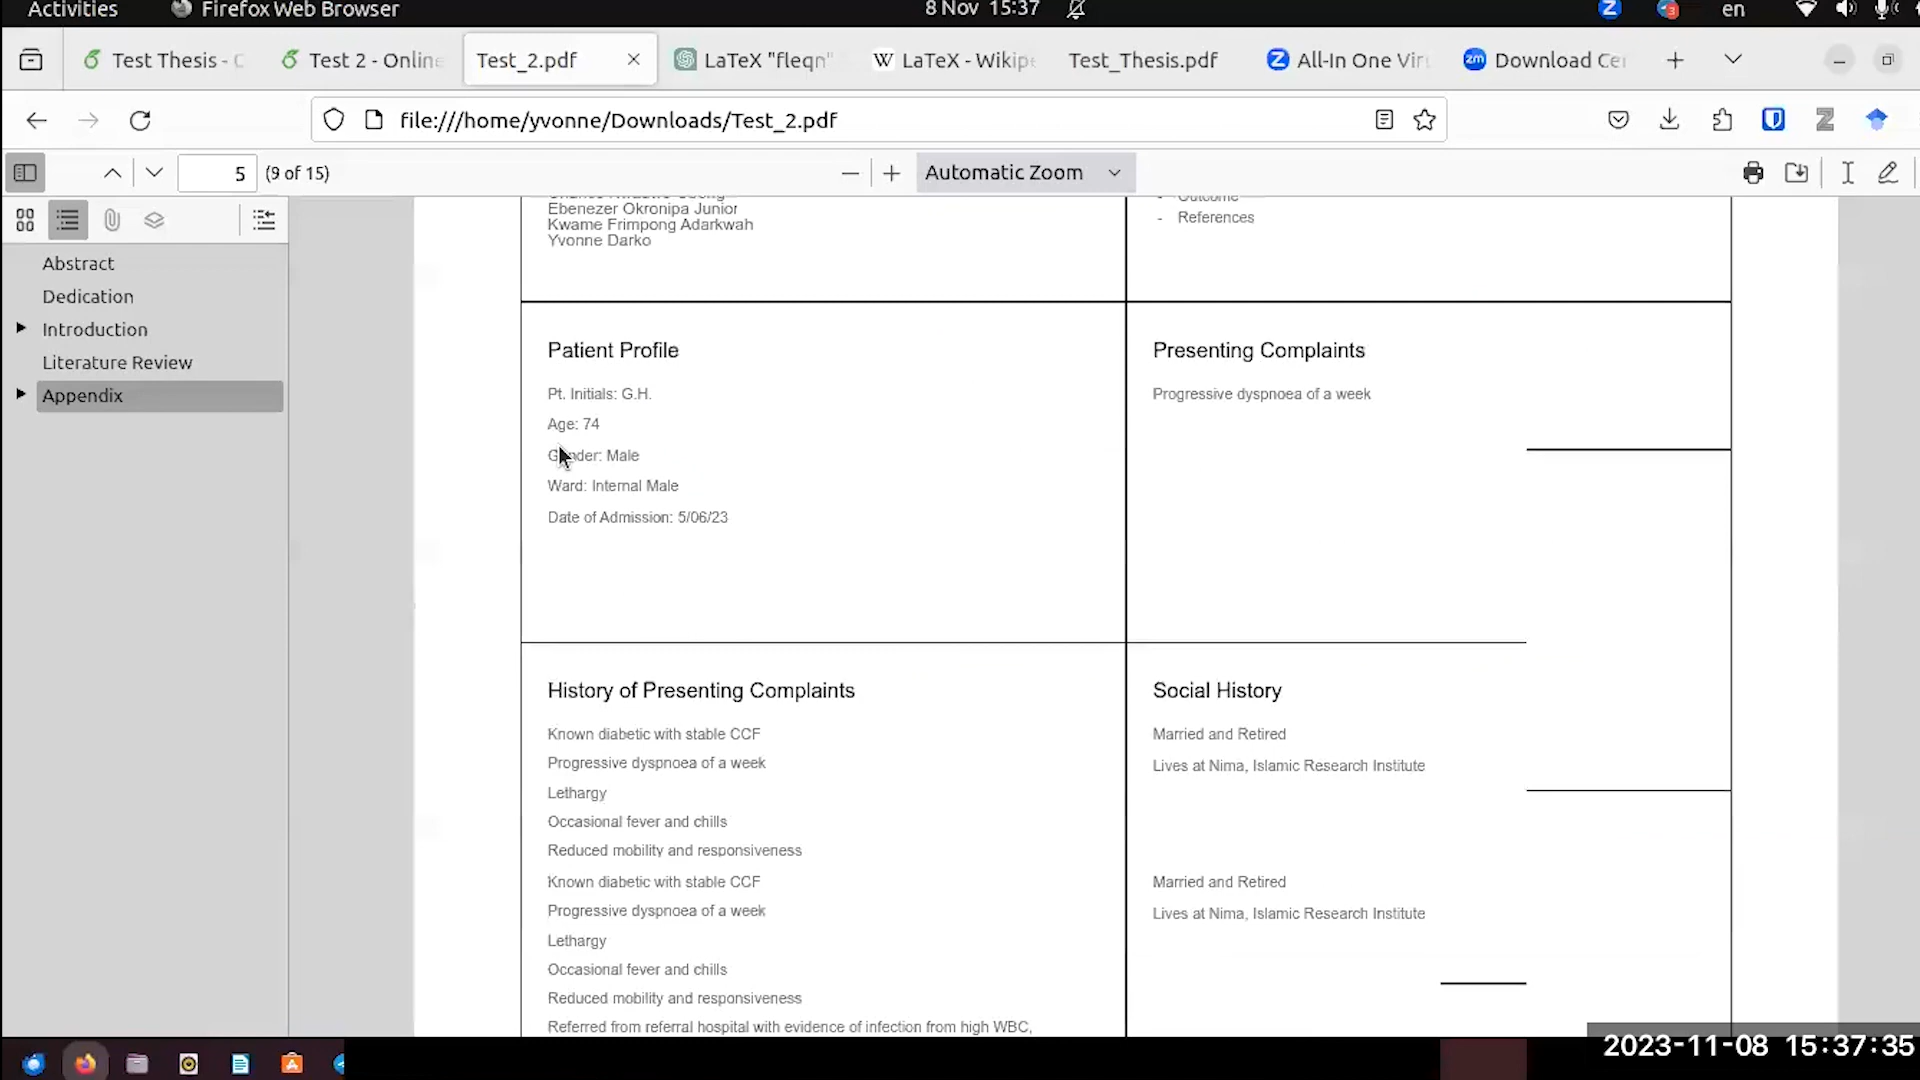 Activities Firefox Web Browser 8 Nov 15:37 en
Test Thesis - Test 2 - Online Test_2.pdf LaTeX "fleqn" LaTeX - Wikipe Test_Thesis.pdf All-In One Vir Download Cer
file:///home/yvonne/Downloads/Test_2.pdf
5 (9 of 15) Automatic Zoom
Abstract
Dedication
Introduction
Literature Review
Appendix
Ebenezer Okronipa Junior
Kwame Frimpong Adarkwah
Yvonne Darko
- Outcome
- References
Patient Profile
Pt. Initials: G.H.
Age: 74
Gender: Male
Ward: Internal Male
Date of Admission: 5/06/23
Presenting Complaints
Progressive dyspnoea of a week
History of Presenting Complaints
Known diabetic with stable CCF
Progressive dyspnoea of a week
Lethargy
Occasional fever and chills
Reduced mobility and responsiveness
Known diabetic with stable CCF
Progressive dyspnoea of a week
Lethargy
Occasional fever and chills
Reduced mobility and responsiveness
Referred from referral hospital with evidence of infection from high WBC,
Social History
Married and Retired
Lives at Nima, Islamic Research Institute
Married and Retired
Lives at Nima, Islamic Research Institute
2023-11-08 15:37:35